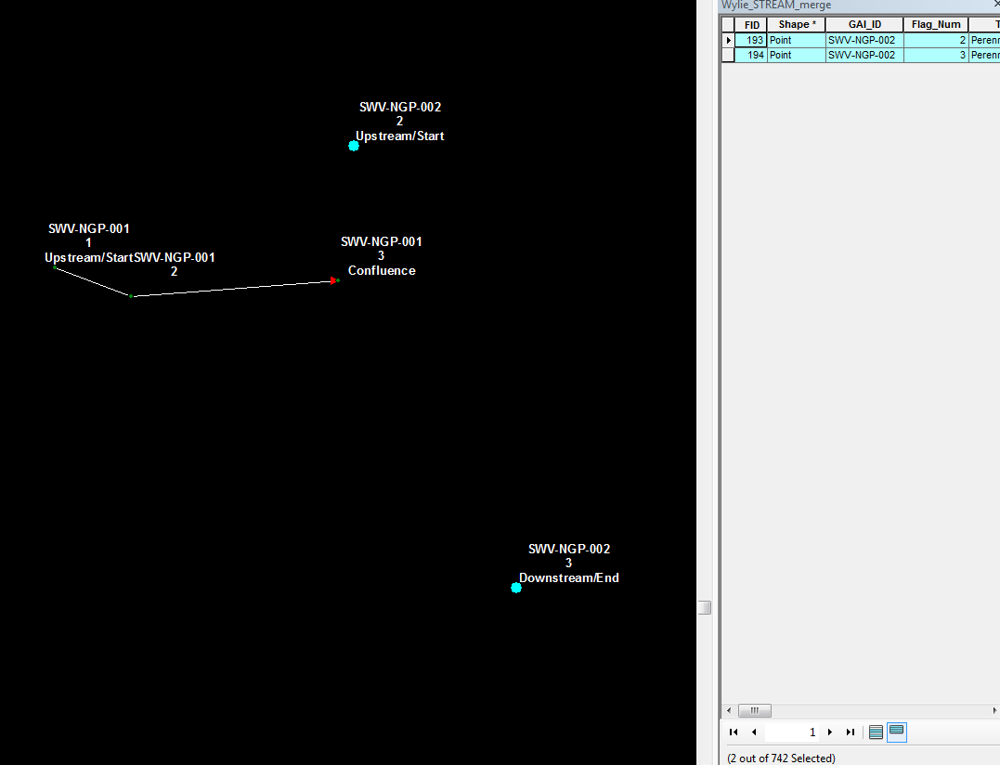 SWV-NGP-002
2
Upstream/Start
SWV-NGP-001
1
Upstream/StartSWV-NGP-001
2
SWV-NGP-001
3
Confluence
SWV-NGP-002
3
Downstream/End
Wylie_STREAM_merge
FID Shape * GAI_ID Flag_Num T
193 Point SWV-NGP-002 2 Perenn
194 Point SWV-NGP-002 3 Perenn
1
(2 out of 742 Selected)